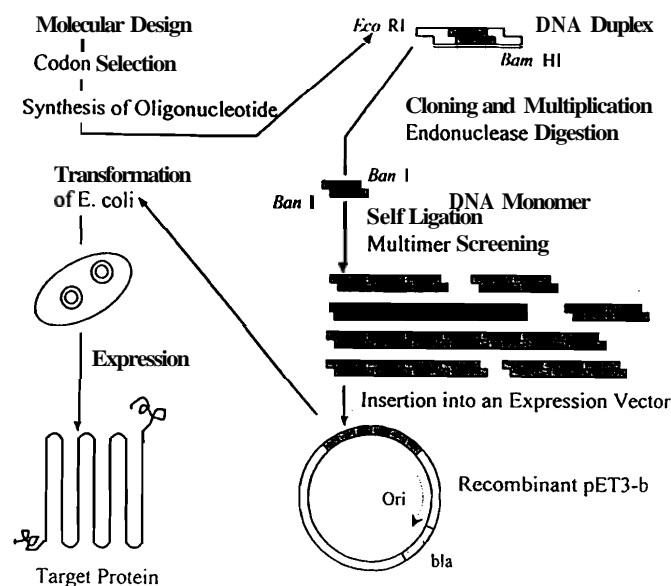 Molecular Design
Codon Selection
Synthesis of Oligonucleotide
Eco RI
DNA Duplex
Bam HI
Cloning and Multiplication
Endonuclease Digestion
Ban I
Ban I
DNA Monomer
Self Ligation
Multimer Screening
Insertion into an Expression Vector
Recombinant pET3-b
Ori
bla
Transformation
of E. coli
Expression
Target Protein